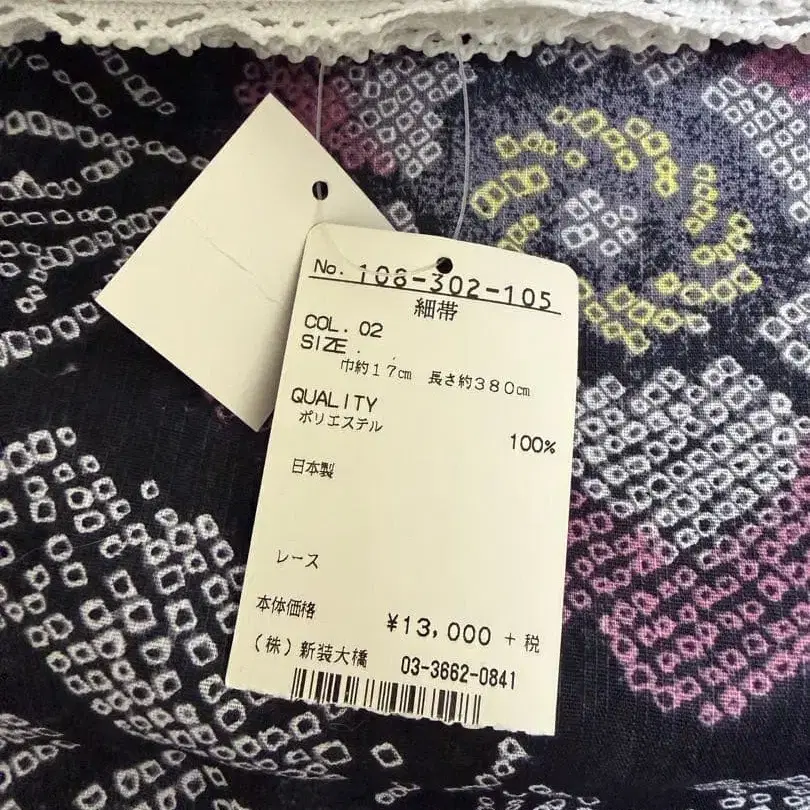 No. 108-302-105
細帯
COL. 02
SIZE . .
巾約17㎝ 長さ約380㎝
QUALITY
ポリエステル 100%
日本製
レース
本体価格 ¥13,000 + 税
(株)新装大橋 03-3662-0841